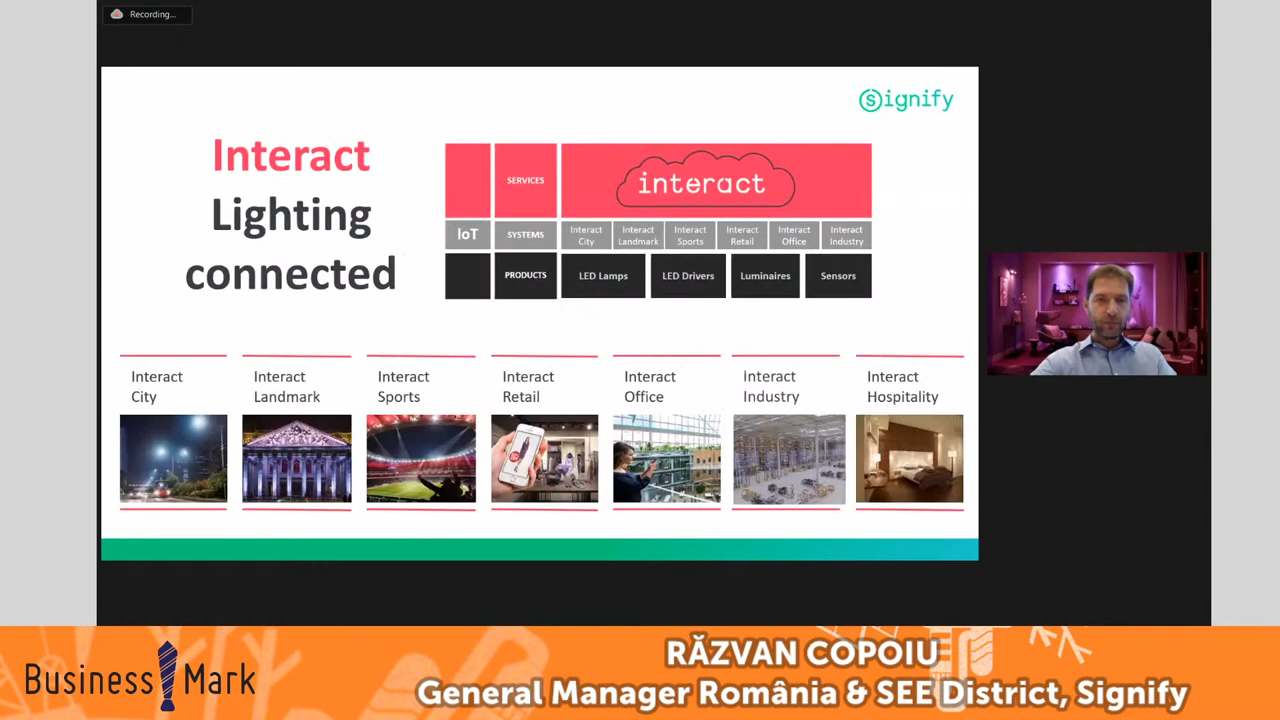 Recording...
signify
Interact
Lighting
connected
SERVICES
interact
IoT
SYSTEMS
Interact
City
Interact
Landmark
Interact
Sports
Interact
Retail
Interact
Office
Interact
Industry
PRODUCTS
LED Lamps
LED Drivers
Luminaires
Sensors
Interact
City
Interact
Landmark
Interact
Sports
Interact
Retail
Interact
Office
Interact
Industry
Interact
Hospitality
Business Mark
RĂZVAN COPOIU
General Manager România & SEE District, Signify